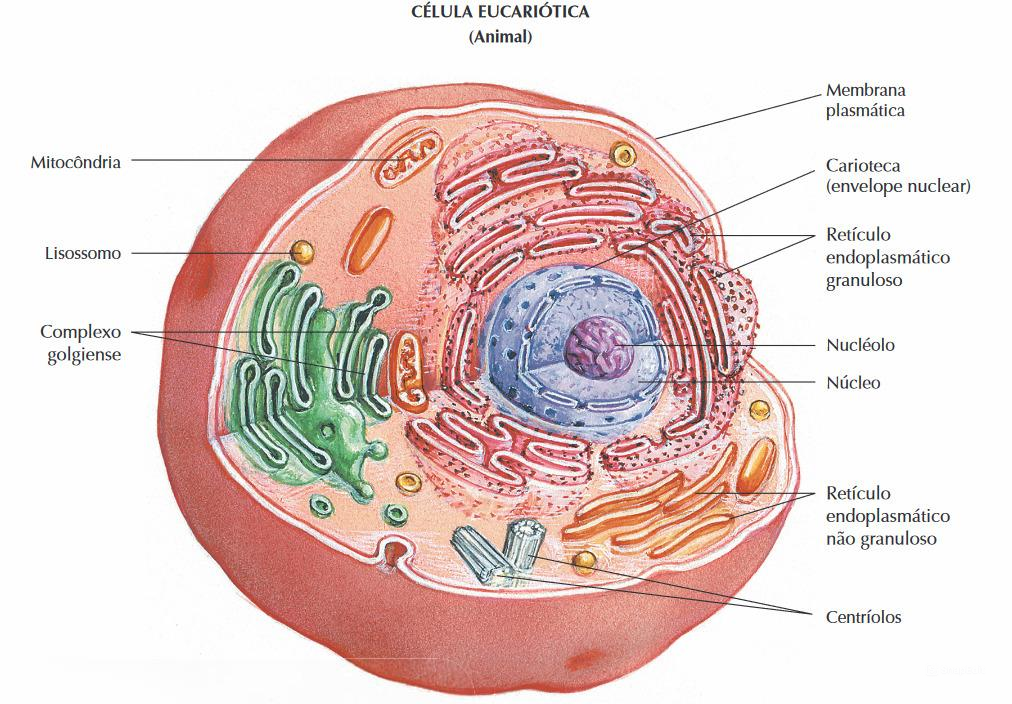 CÉLULA EUCARIÓTICA
(Animal)
Membrana
plasmática
Mitocôndria
Carioteca
(envelope nuclear)
Lisossomo
Retículo
endoplasmático
granuloso
Complexo
golgiense
Nucléolo
Núcleo
Retículo
endoplasmático
não granuloso
Centríolos